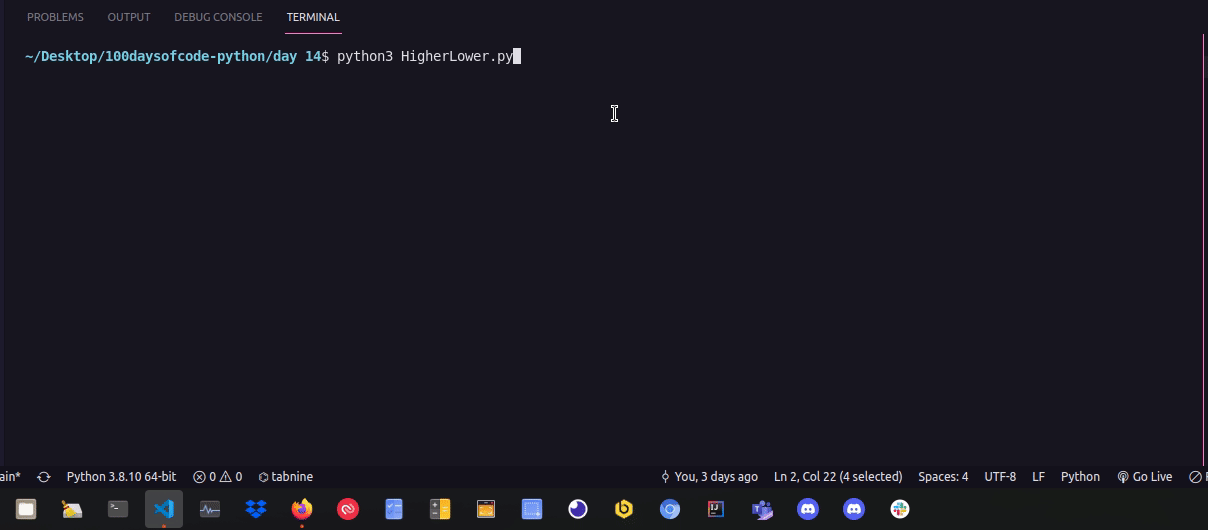 PROBLEMS OUTPUT DEBUG CONSOLE TERMINAL
~/Desktop/100daysofcode-python/day 14$ python3 HigherLower.py
ain* Python 3.8.10 64-bit 0 0 tabnine You, 3 days ago Ln 2, Col 22 (4 selected) Spaces: 4 UTF-8 LF Python Go Live